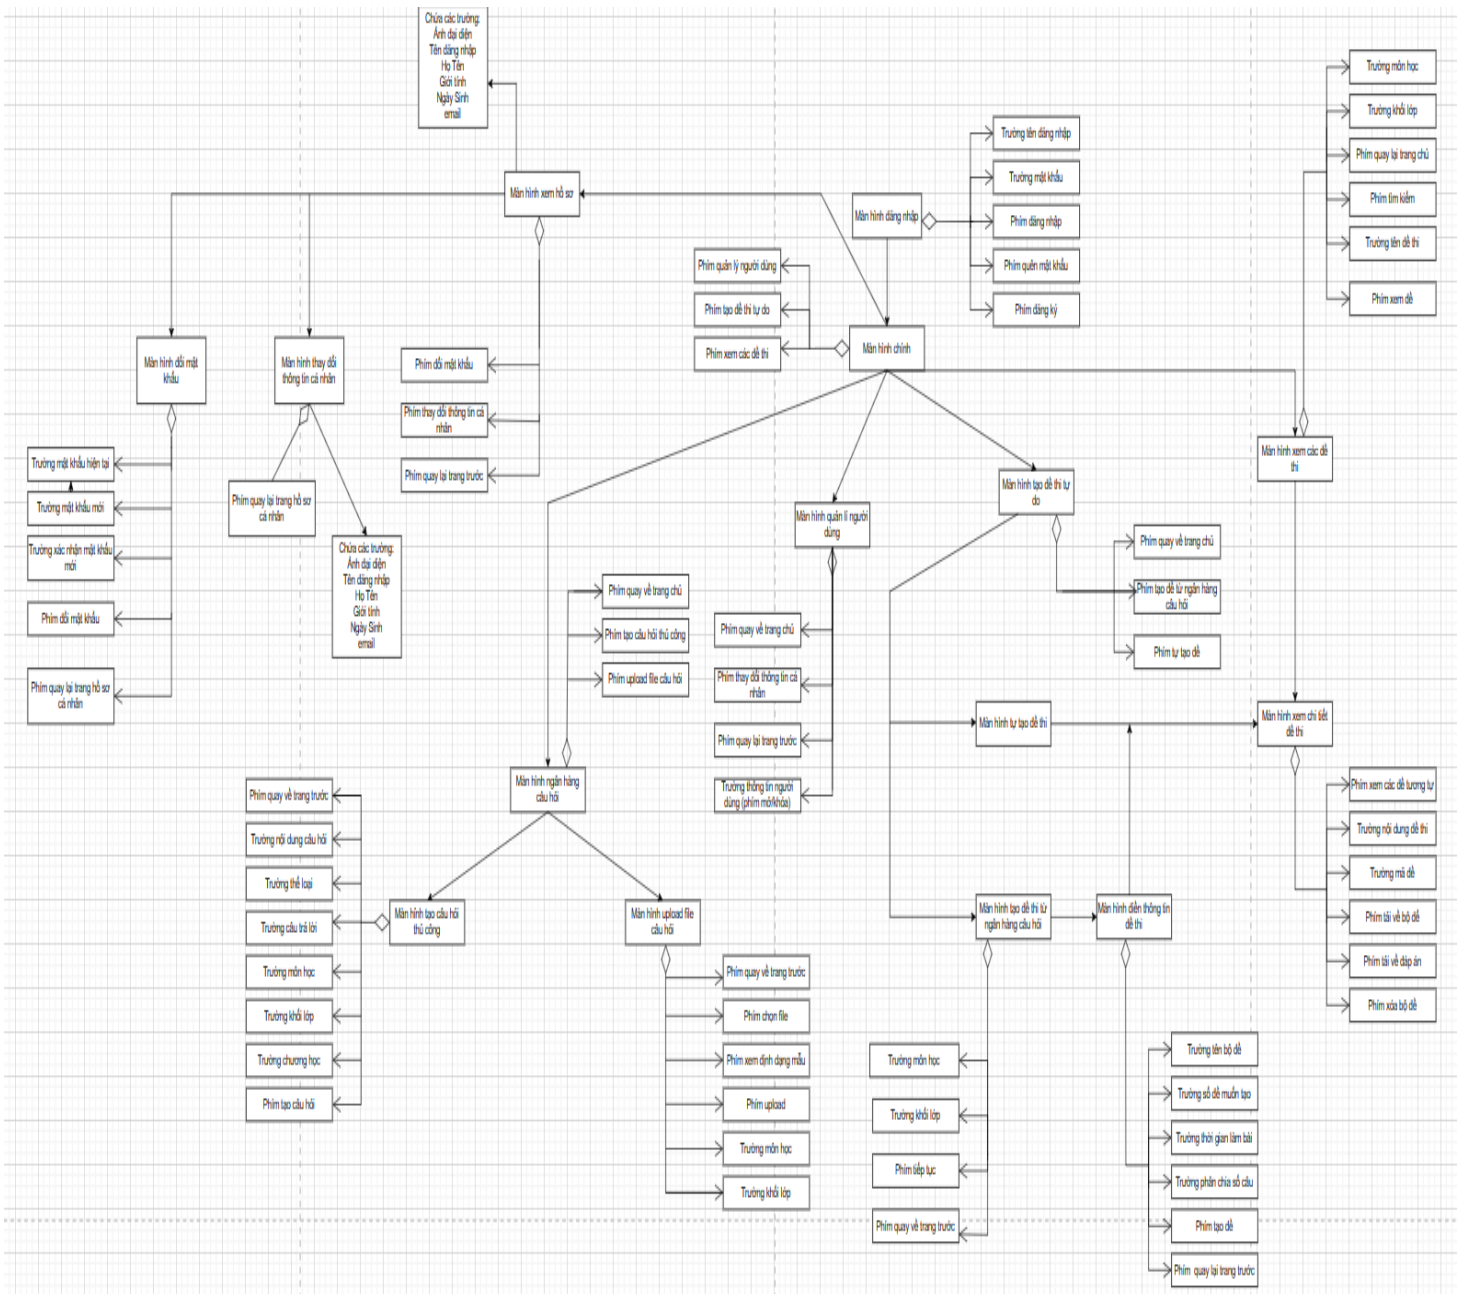 Chứa các trường:
Ảnh đại diện
Tên đăng nhập
Họ Tên
Giới tính
Ngày Sinh
email
Màn hình xem hồ sơ
Màn hình đăng nhập
Trường tên đăng nhập
Trường mật khẩu
Phím đăng nhập
Phím quên mật khẩu
Phím đăng ký
Trường môn học
Trường khối lớp
Phím quay lại trang chủ
Phím tìm kiếm
Trường tên đề thi
Phím xem đề
Phím quản lý người dùng
Phím tạo đề thi tự do
Phím xem các đề thi
Màn hình chính
Màn hình đổi mật
khẩu
Màn hình thay đổi
thông tin cá nhân
Phím đổi mật khẩu
Phím thay đổi thông tin cá
nhân
Phím quay lại trang trước
Trường mật khẩu hiện tại
Trường mật khẩu mới
Trường xác nhận mật khẩu
mới
Phím đổi mật khẩu
Phím quay lại trang hồ sơ
cá nhân
Phím quay lại trang hồ sơ
cá nhân
Chứa các trường:
Ảnh đại diện
Tên đăng nhập
Họ Tên
Giới tính
Ngày Sinh
email
Màn hình xem các đề
thi
Màn hình tạo đề thi tự
do
Màn hình quản lí người
dùng
Phím quay về trang chủ
Phím tạo đề từ ngân hàng
câu hỏi
Phím tự tạo đề
Phím quay về trang chủ
Phím tạo câu hỏi thủ công
Phím upload file câu hỏi
Phím quay về trang chủ
Phím thay đổi thông tin cá
nhân
Phím quay lại trang trước
Trường thông tin người
dùng (phím mở/khóa)
Màn hình tự tạo đề thi
Màn hình xem chi tiết
đề thi
Màn hình ngân hàng
câu hỏi
Phím quay về trang trước
Trường nội dung câu hỏi
Trường thể loại
Trường câu trả lời
Trường môn học
Trường khối lớp
Trường chương học
Phím tạo câu hỏi
Màn hình tạo câu hỏi
thủ công
Màn hình upload file
câu hỏi
Phím quay về trang trước
Phím chọn file
Phím xem định dạng mẫu
Phím upload
Trường môn học
Trường khối lớp
Màn hình tạo đề thi từ
ngân hàng câu hỏi
Màn hình điền thông tin
đề thi
Phím xem các đề tương tự
Trường nội dung đề thi
Trường mã đề
Phím tải về bộ đề
Phím tải về đáp án
Phím xóa bộ đề
Trường môn học
Trường khối lớp
Phím tiếp tục
Phím quay về trang trước
Trường tên bộ đề
Trường số đề muốn tạo
Trường thời gian làm bài
Trường phân chia số câu
Phím tạo đề
Phím quay lại trang trước